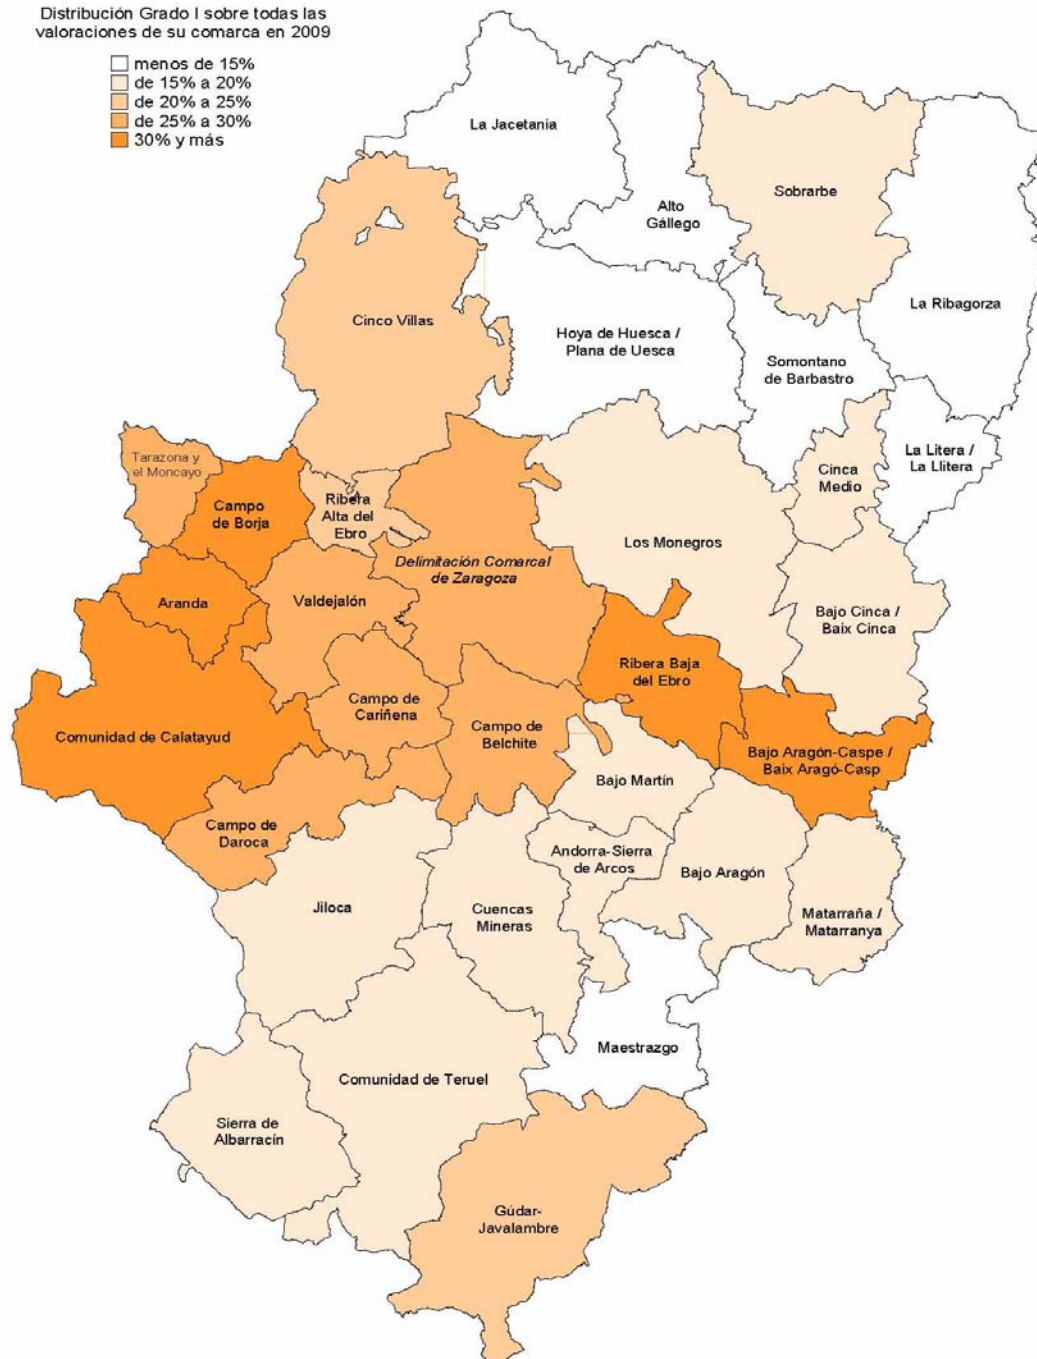 Distribución Grado I sobre todas las
valoraciones de su comarca en 2009
menos de 15%
de 15% a 20%
de 20% a 25%
de 25% a 30%
30% y más
La Jacetania
Alto
Gállego
Sobrarbe
La Ribagorza
Cinco Villas
Hoya de Huesca /
Plana de Uesca
Somontano
de Barbastro
Tarazona y
el Moncayo
Campo
de Borja
Ribera
Alta del
Ebro
Cinca
Medio
La Litera /
La Llitera
Los Monegros
Delimitación Comarcal
de Zaragoza
Aranda
Valdejalón
Bajo Cinca /
Baix Cinca
Ribera Baja
del Ebro
Comunidad de Calatayud
Campo de
Cariñena
Campo de
Belchite
Bajo Aragón-Caspe /
Baix Aragó-Casp
Bajo Martín
Campo de
Daroca
Andorra-Sierra
de Arcos
Bajo Aragón
Jiloca
Cuencas
Mineras
Matarraña /
Matarranya
Maestrazgo
Comunidad de Teruel
Sierra de
Albarracín
Gúdar-
Javalambre